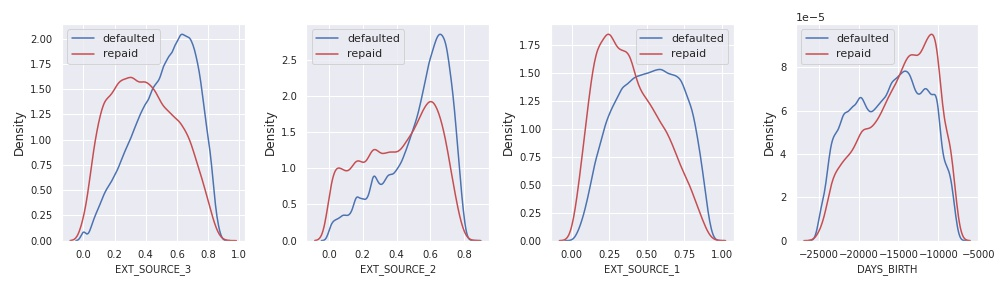 defaulted
repaid
2.00
1.75
1.50
1.25
1.00
0.75
0.50
0.25
0.00
Density
0.0 0.2 0.4 0.6 0.8 1.0
EXT_SOURCE_3
defaulted
repaid
2.5
2.0
1.5
1.0
0.5
0.0
Density
0.0 0.2 0.4 0.6 0.8
EXT_SOURCE_2
defaulted
repaid
1.75
1.50
1.25
1.00
0.75
0.50
0.25
0.00
Density
0.00 0.25 0.50 0.75 1.00
EXT_SOURCE_1
1e−5
defaulted
repaid
8
6
4
2
0
Density
−25000 −20000 −15000 −10000 −5000
DAYS_BIRTH